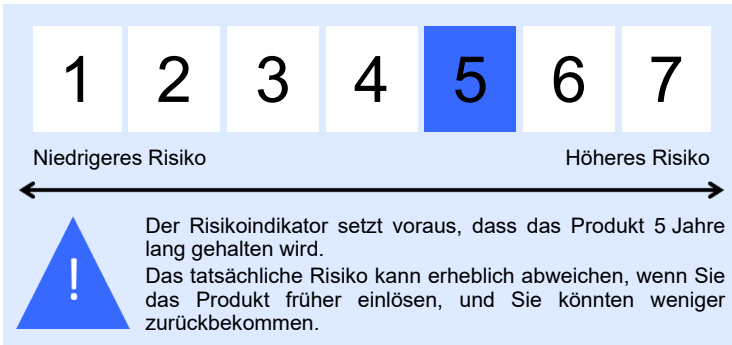 1 2 3 4 5 6 7
Niedrigeres Risiko Höheres Risiko
Der Risikoindikator setzt voraus, dass das Produkt 5 Jahre
lang gehalten wird.
Das tatsächliche Risiko kann erheblich abweichen, wenn Sie
das Produkt früher einlösen, und Sie könnten weniger
zurückbekommen.
!